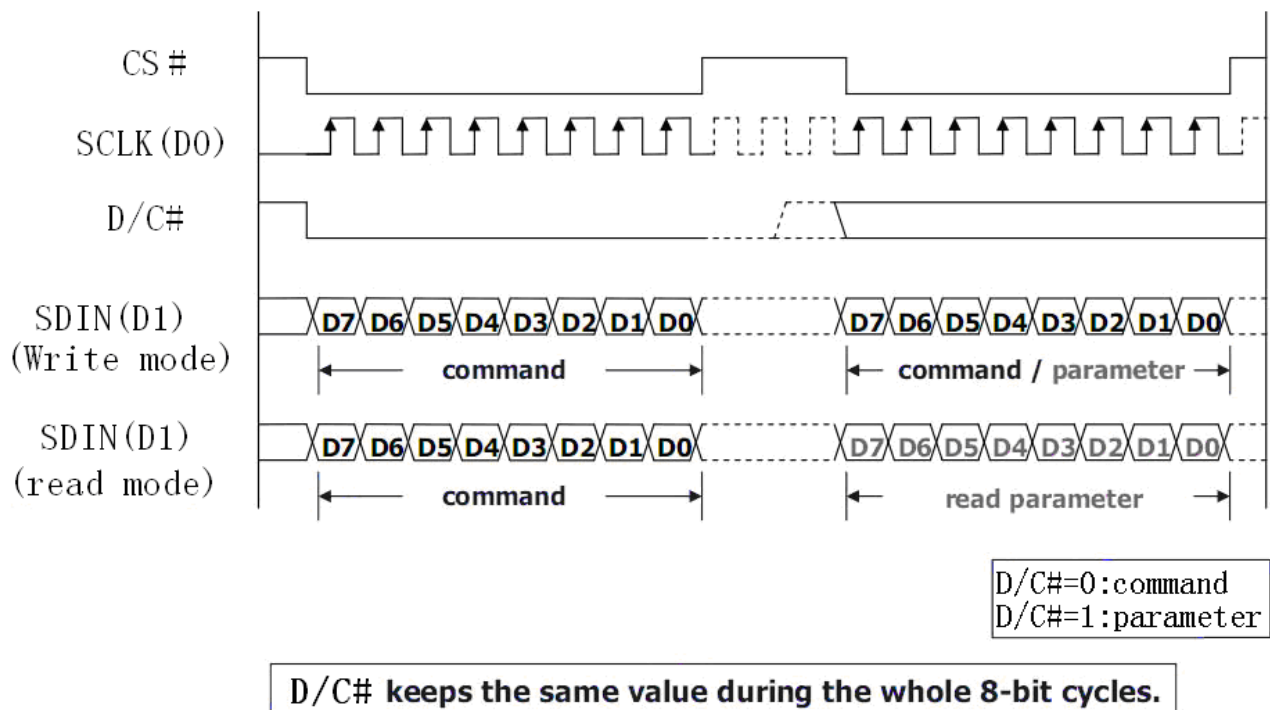 CS#
SCLK(D0)
D/C#
SDIN(D1)
(Write mode)
D7 D6 D5 D4 D3 D2 D1 D0
D7 D6 D5 D4 D3 D2 D1 D0
command
command / parameter
SDIN(D1)
(read mode)
D7 D6 D5 D4 D3 D2 D1 D0
D7 D6 D5 D4 D3 D2 D1 D0
command
read parameter
D/C#=0:command
D/C#=1:parameter
D/C# keeps the same value during the whole 8-bit cycles.